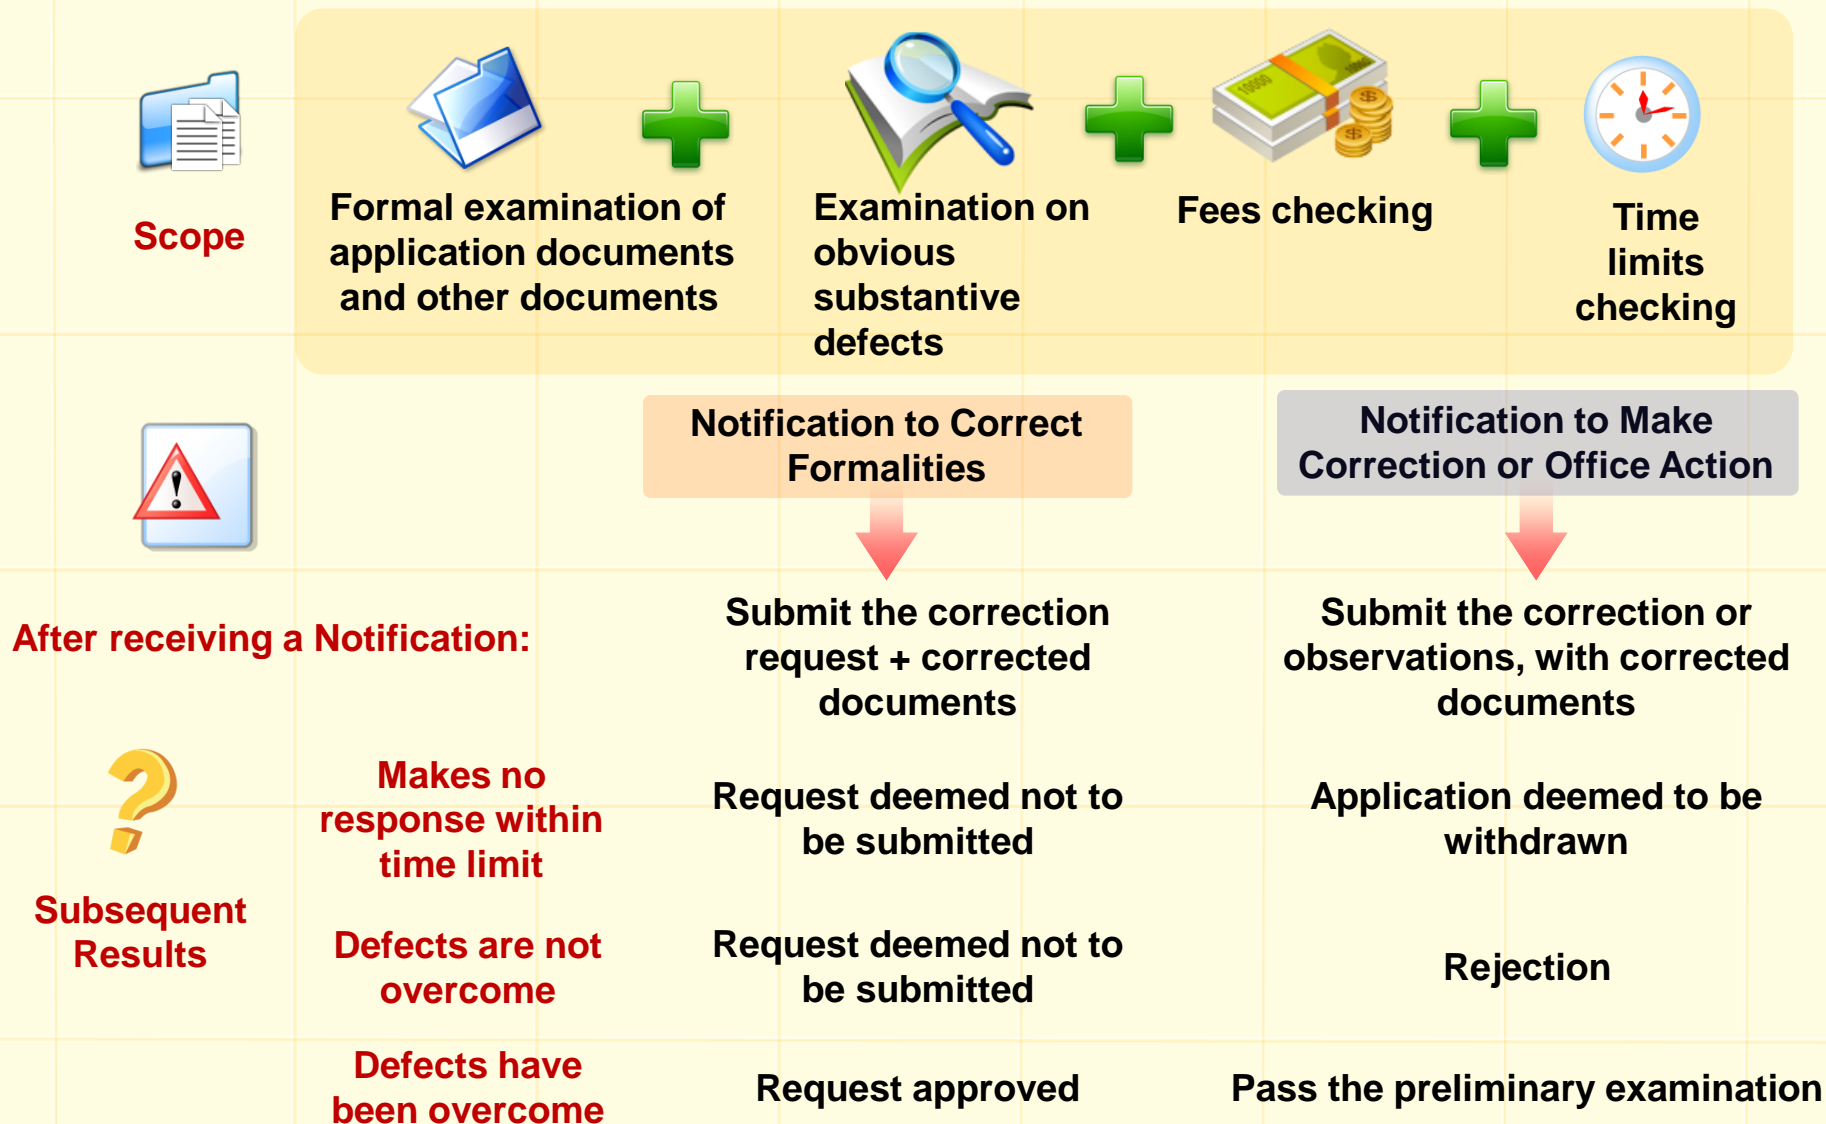 Scope
Formal examination of
application documents
and other documents
Examination on
obvious
substantive
defects
Fees checking
10000
Time
limits
checking
Notification to Correct
Formalities
Notification to Make
Correction or Office Action
After receiving a Notification:
Submit the correction
request + corrected
documents
Submit the correction or
observations, with corrected
documents
Subsequent
Results
Makes no
response within
time limit
Request deemed not to
be submitted
Application deemed to be
withdrawn
Defects are not
overcome
Request deemed not to
be submitted
Rejection
Defects have
been overcome
Request approved
Pass the preliminary examination